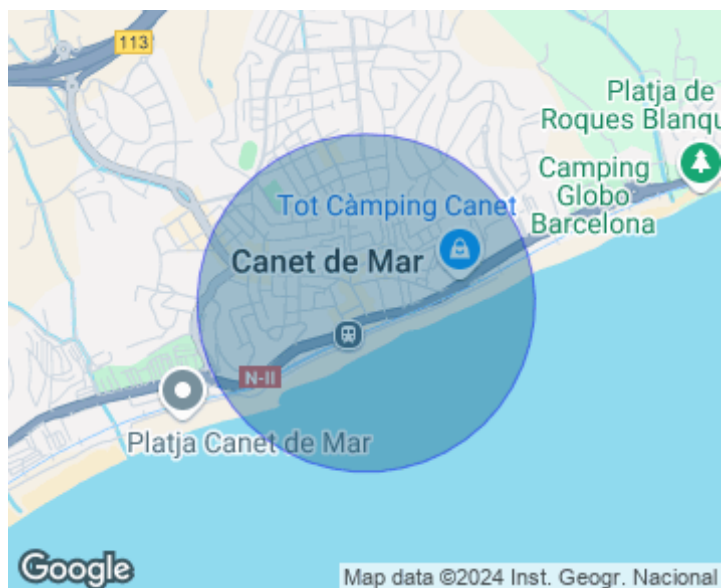 113
Platja de
Roques Blanqu
Camping
Globo
Barcelona
Tot Càmping Canet
Canet de Mar
N-II
Platja Canet de Mar
Google
Map data ©2024 Inst. Geogr. Nacional